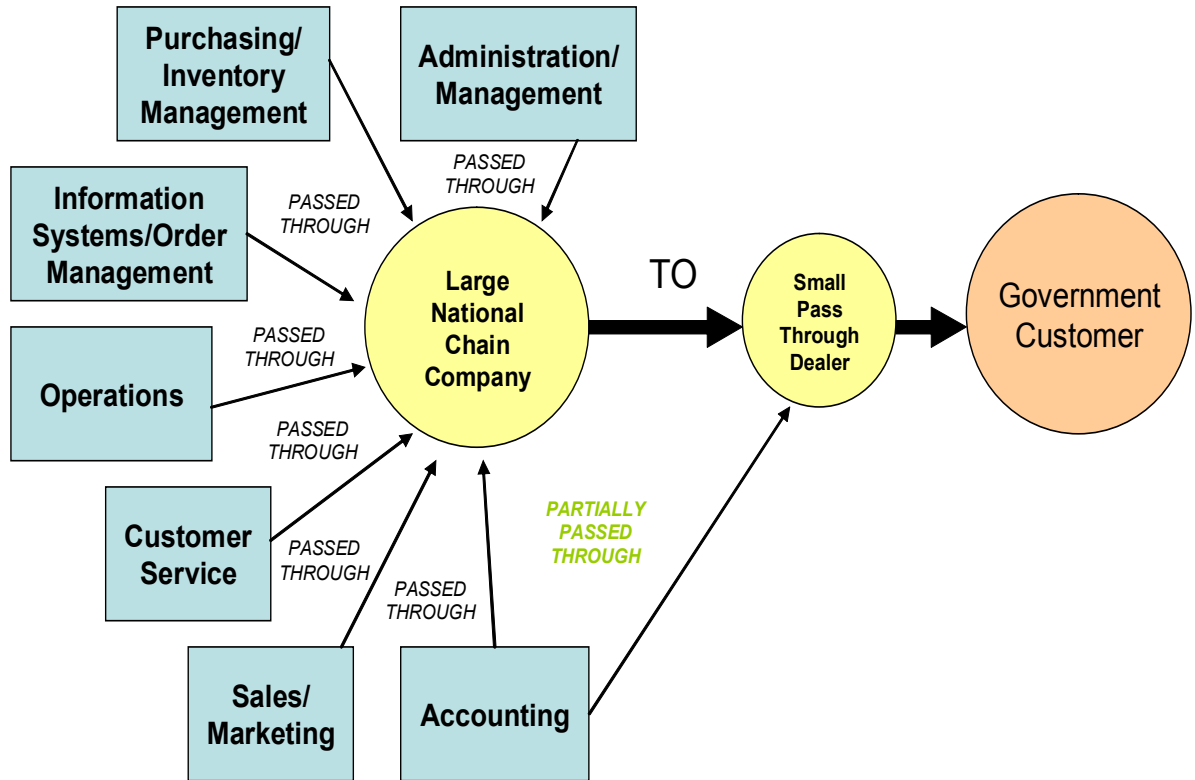 Purchasing/
Inventory
Management
Administration/
Management
PASSED
THROUGH
PASSED
THROUGH
Information
Systems/Order
Management
Large
National
Chain
Company
TO
Small
Pass
Through
Dealer
Government
Customer
PASSED
THROUGH
Operations
PASSED
THROUGH
Customer
Service
PASSED
THROUGH
PARTIALLY
PASSED
THROUGH
PASSED
THROUGH
Sales/
Marketing
Accounting